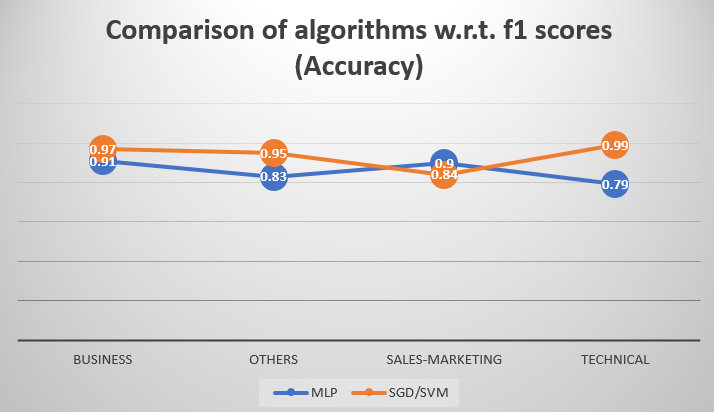 Comparison of algorithms w.r.t. f1 scores
(Accuracy)
0.97 0.95 0.9 0.99
0.91 0.83 0.84 0.79
BUSINESS OTHERS SALES-MARKETING TECHNICAL
MLP SGD/SVM